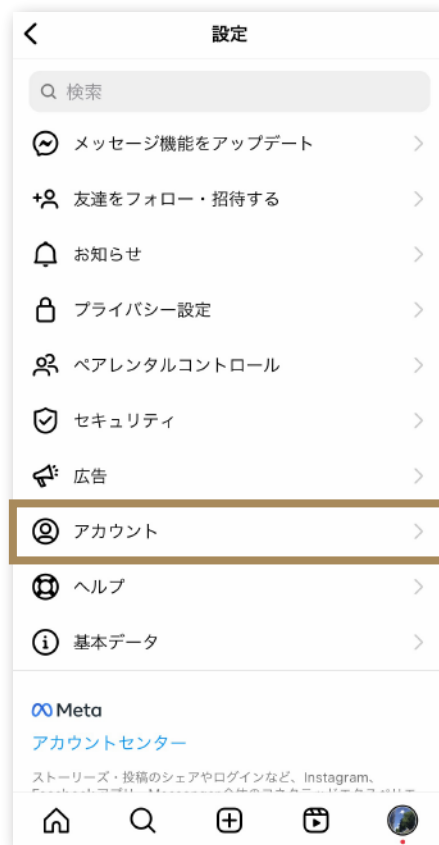 設定
検索
メッセージ機能をアップデート
友達をフォロー・招待する
お知らせ
プライバシー設定
ペアレンタルコントロール
セキュリティ
広告
アカウント
ヘルプ
基本データ
Meta
アカウントセンター
ストーリーズ・投稿のシェアやログインなど、Instagram、